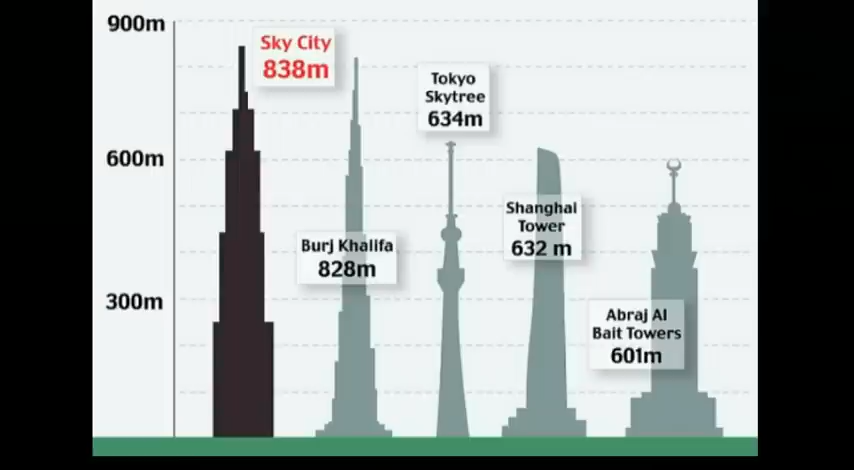 900m
Sky City
838m
Tokyo
Skytree
634m
600m
Shanghai
Tower
632 m
Burj Khalifa
828m
300m
Abraj Al
Bait Towers
601m